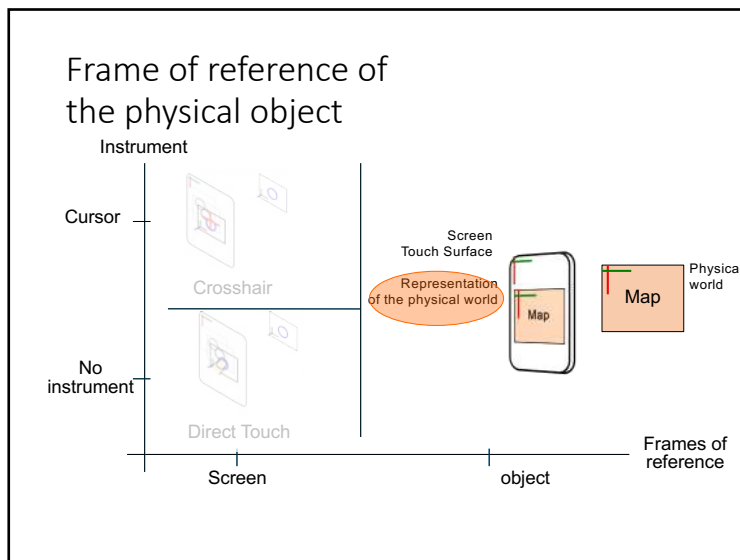 Frame of reference of
the physical object
Instrument
Cursor
Crosshair
Screen
Touch Surface
Representation
of the physical world
Map
Map
Physical
world
No
instrument
Direct Touch
Frames of
reference
Screen
object